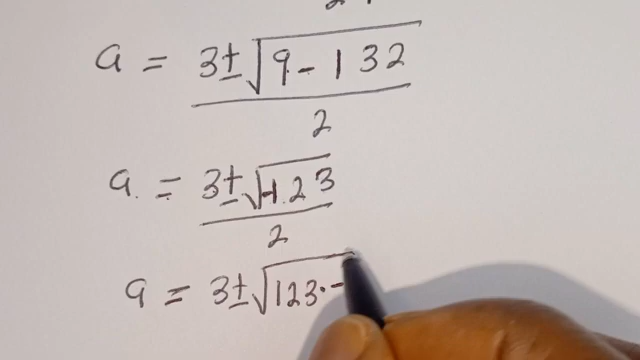 a = 3±√9-132
2
a = 3±√-123
2
a = 3±√123·-